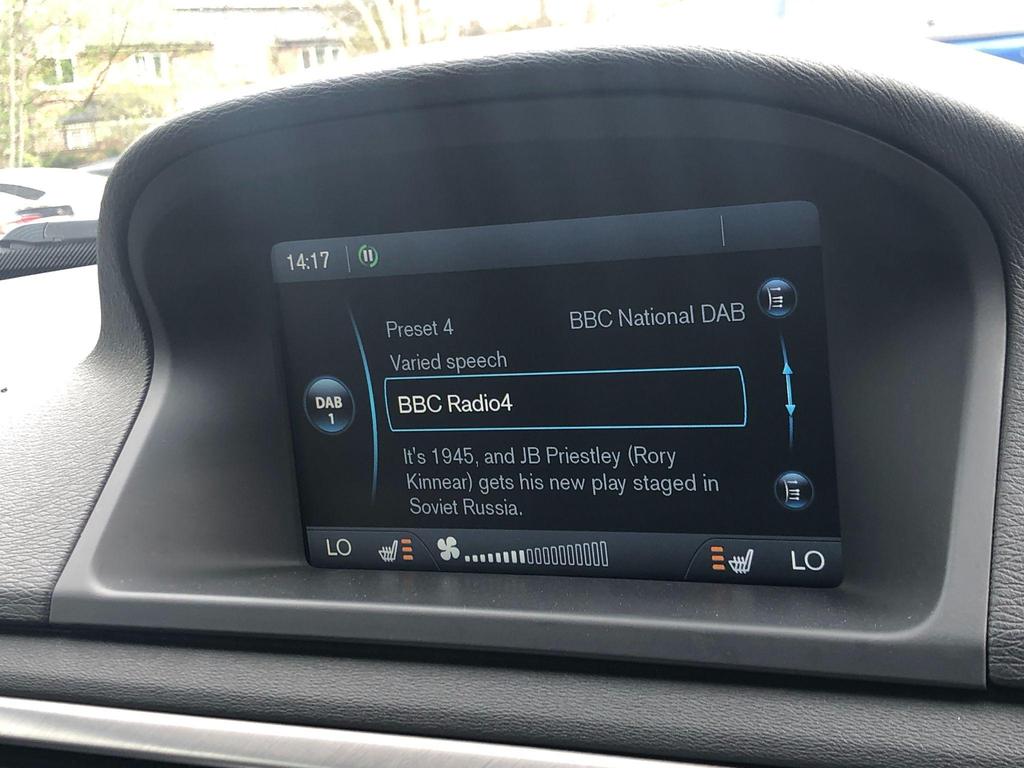 14:17
Preset 4
BBC National DAB
Varied speech
DAB
1
BBC Radio4
It's 1945, and JB Priestley (Rory
Kinnear) gets his new play staged in
Soviet Russia.
LO
LO